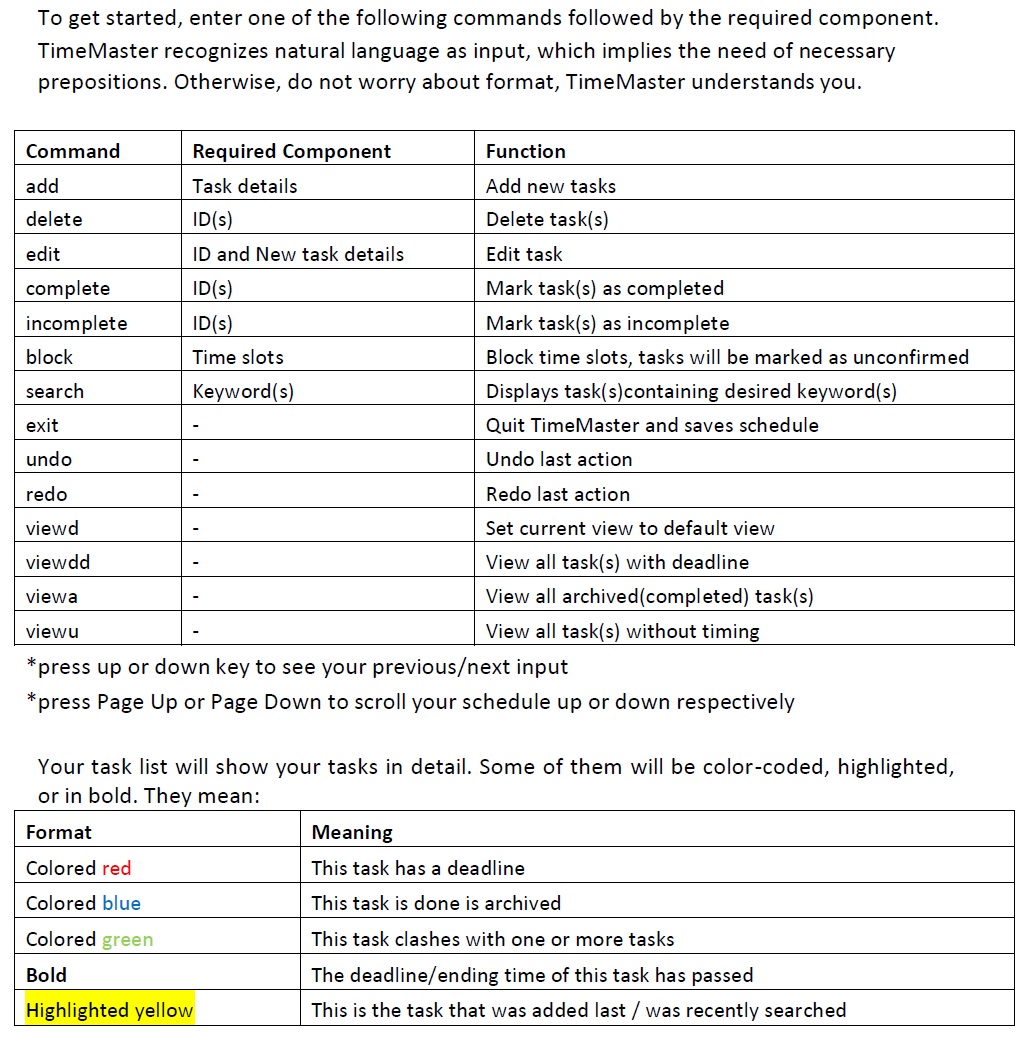 To get started, enter one of the following commands followed by the required component.
TimeMaster recognizes natural language as input, which implies the need of necessary
prepositions. Otherwise, do not worry about format, TimeMaster understands you.
Command Required Component Function
add Task details Add new tasks
delete ID(s) Delete task(s)
edit ID and New task details Edit task
complete ID(s) Mark task(s) as completed
incomplete ID(s) Mark task(s) as incomplete
block Time slots Block time slots, tasks will be marked as unconfirmed
search Keyword(s) Displays task(s)containing desired keyword(s)
exit - Quit TimeMaster and saves schedule
undo - Undo last action
redo - Redo last action
viewd - Set current view to default view
viewdd - View all task(s) with deadline
viewa - View all archived(completed) task(s)
viewu - View all task(s) without timing
*press up or down key to see your previous/next input
*press Page Up or Page Down to scroll your schedule up or down respectively
Your task list will show your tasks in detail. Some of them will be color-coded, highlighted,
or in bold. They mean:
Format Meaning
Colored red This task has a deadline
Colored blue This task is done is archived
Colored green This task clashes with one or more tasks
Bold The deadline/ending time of this task has passed
Highlighted yellow This is the task that was added last / was recently searched